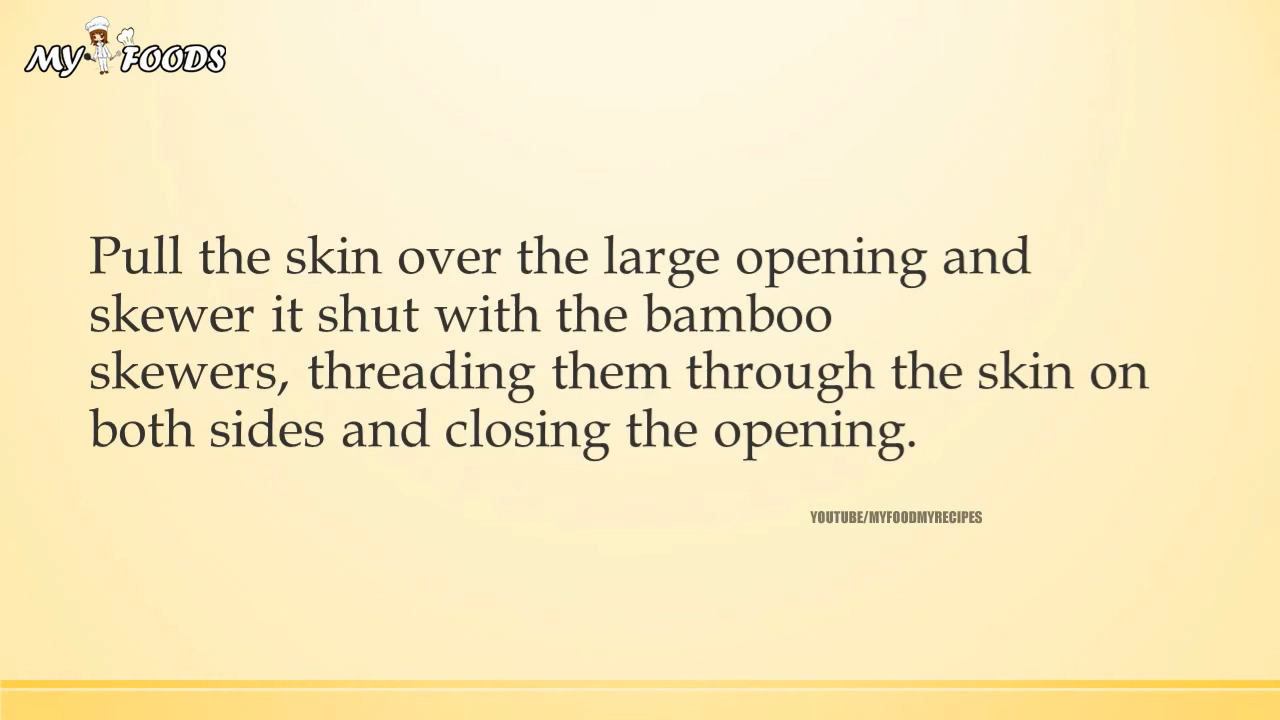 MY FOODS
Pull the skin over the large opening and
skewer it shut with the bamboo
skewers, threading them through the skin on
both sides and closing the opening.
YOUTUBE/MYFOODMYRECIPES